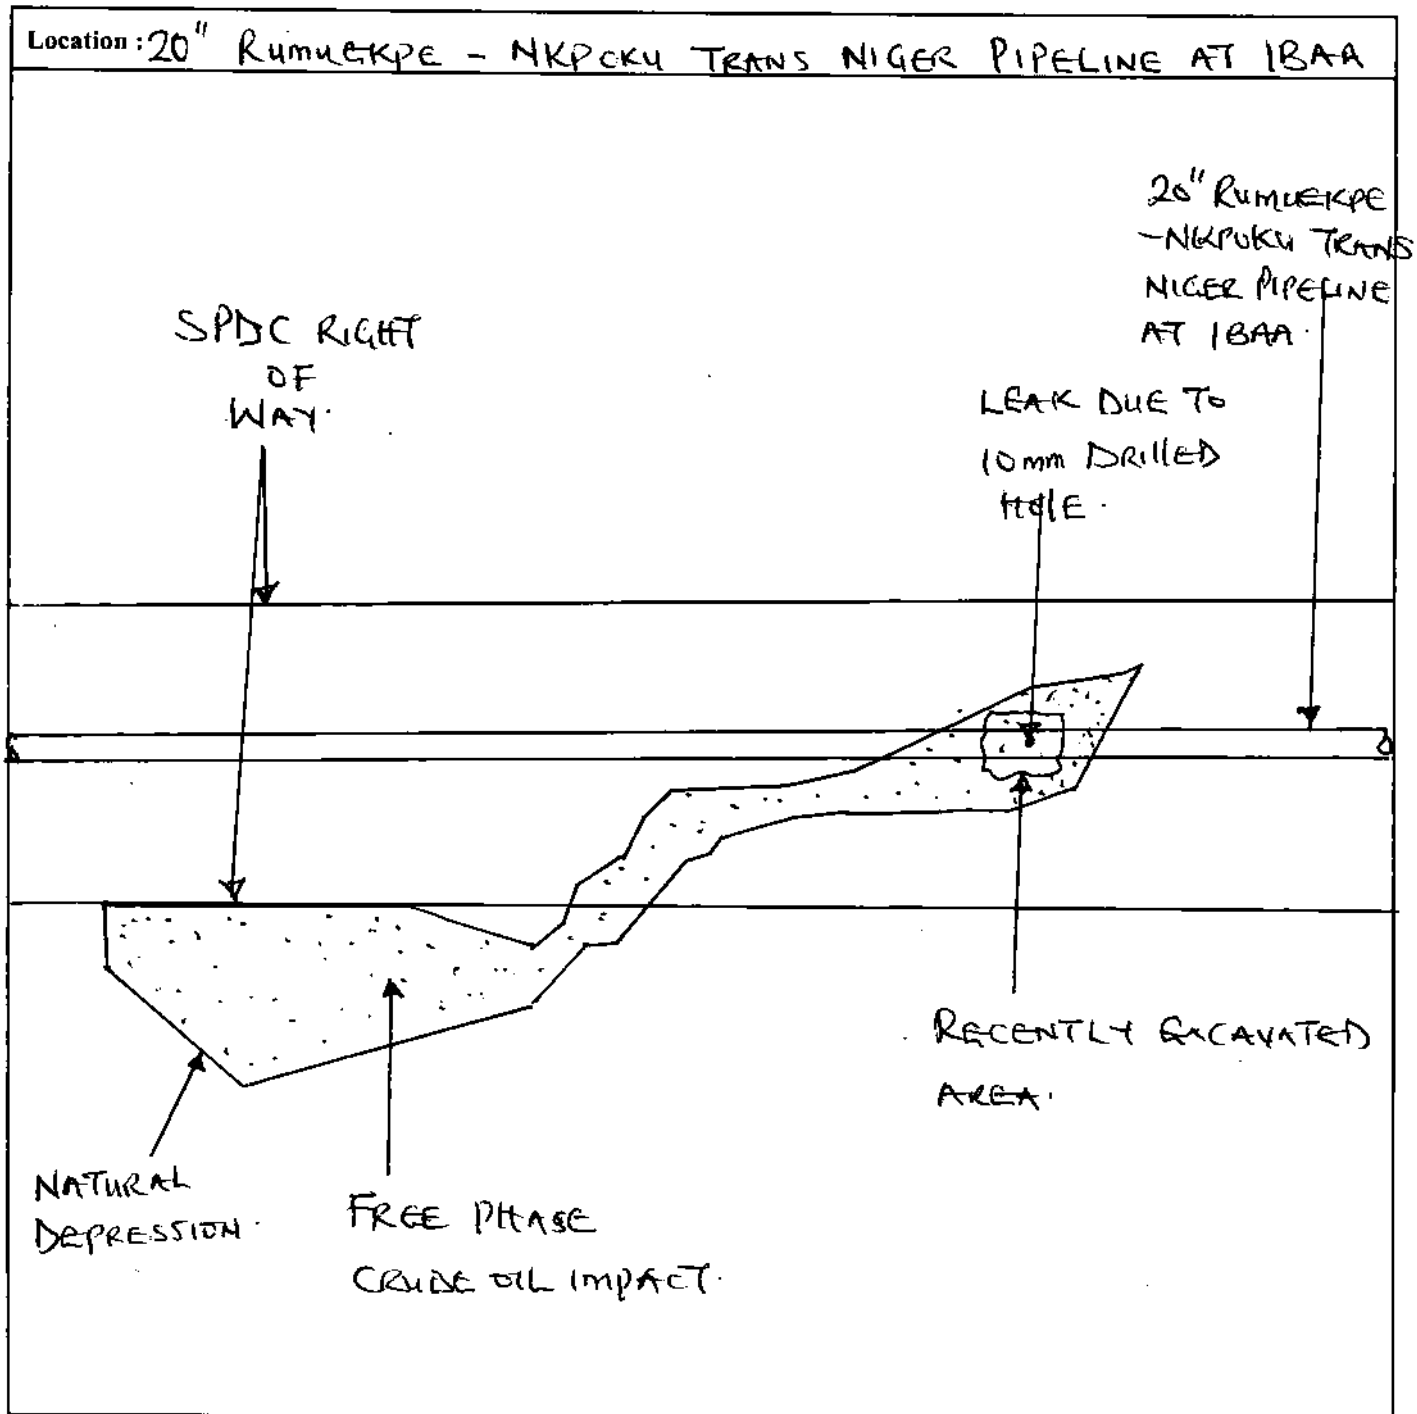 Location : 20" RUMUEKPE - NKPOKU TRANS NIGER PIPELINE AT IBAA
20" RUMUEKPE
-NKPUKU TRANS
NIGER PIPELINE
AT IBAA.
SPDC RIGHT
OF
WAY.
LEAK DUE TO
10mm DRILLED
HOLE.
RECENTLY EXCAVATED
AREA.
NATURAL
DEPRESSION.
FREE PHASE
CRUDE OIL IMPACT.